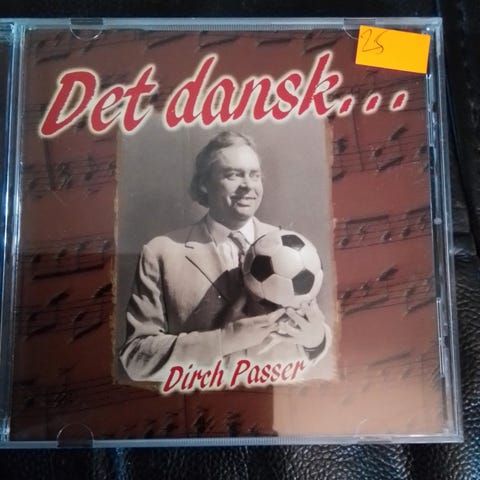 25
Det dansk...
Dirch Passer